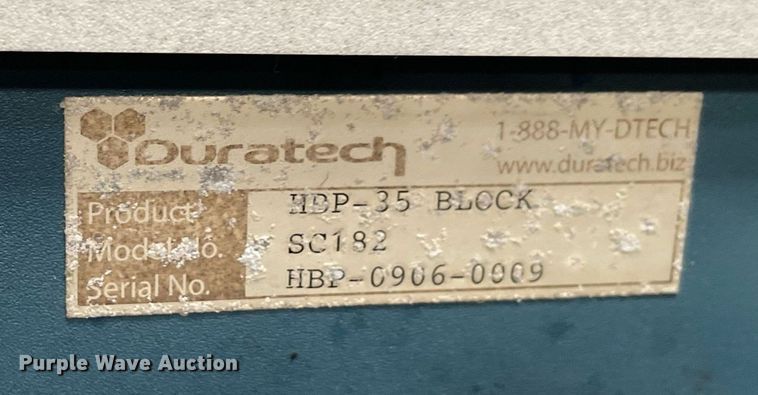 Duratech
1-888-MY-DTECH
www.duratech.biz
Product HBP-35 BLOCK
Model No. SC182
Serial No. HBP-0906-0009
Purple Wave Auction